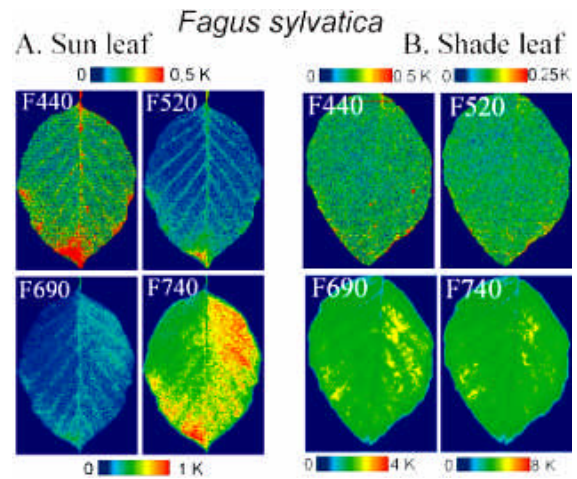 Fagus sylvatica
A. Sun leaf
B. Shade leaf
0 0,5 K
0 0.5 K
0 0.25K
F440
F520
F440
F520
F690
F740
F690
F740
0 1 K
0 4 K
0 8 K